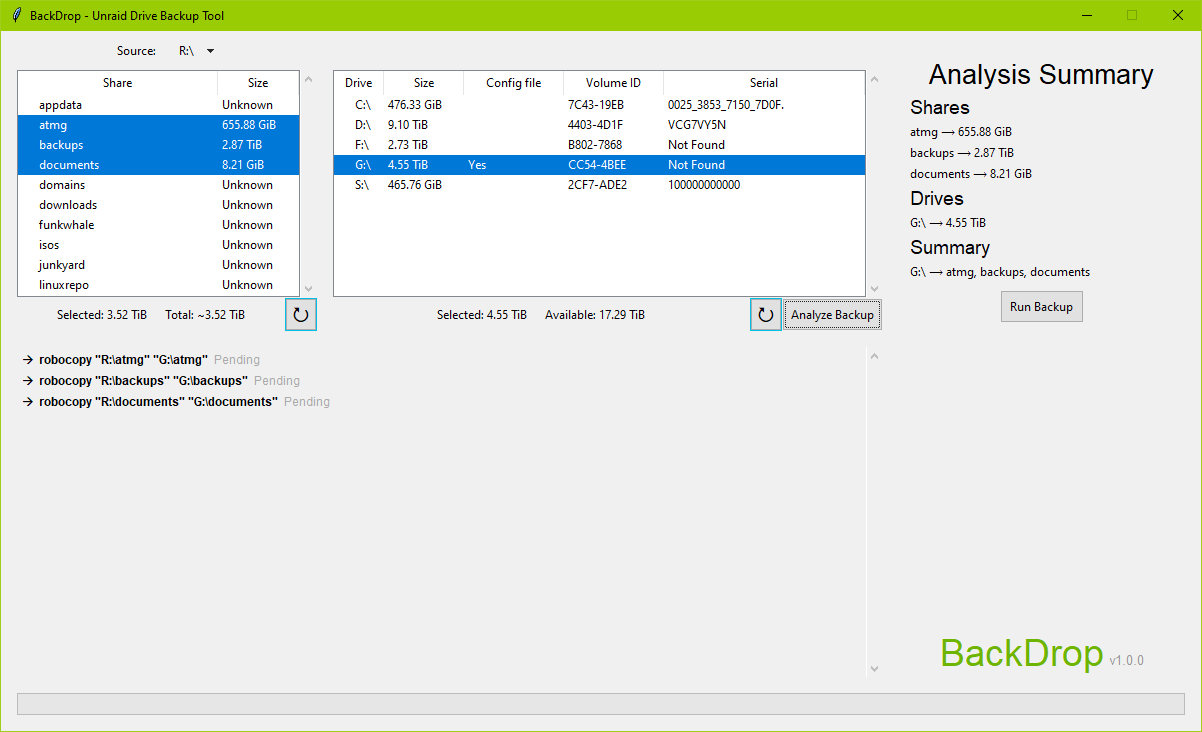 BackDrop - Unraid Drive Backup Tool
Source: R:\
Share Size
appdata Unknown
atmg 655.88 GiB
backups 2.87 TiB
documents 8.21 GiB
domains Unknown
downloads Unknown
funkwhale Unknown
isos Unknown
junkyard Unknown
linuxrepo Unknown
Selected: 3.52 TiB Total: ~3.52 TiB
Drive Size Config file Volume ID Serial
C:\ 476.33 GiB 7C43-19EB 0025_3853_7150_7D0F.
D:\ 9.10 TiB 4403-4D1F VCG7VY5N
F:\ 2.73 TiB B802-7868 Not Found
G:\ 4.55 TiB Yes CC54-4BEE Not Found
S:\ 465.76 GiB 2CF7-ADE2 100000000000
Selected: 4.55 TiB Available: 17.29 TiB
↻ Analyze Backup
Analysis Summary
Shares
atmg → 655.88 GiB
backups → 2.87 TiB
documents → 8.21 GiB
Drives
G:\ → 4.55 TiB
Summary
G:\ → atmg, backups, documents
Run Backup
→ robocopy "R:\atmg" "G:\atmg" Pending
→ robocopy "R:\backups" "G:\backups" Pending
→ robocopy "R:\documents" "G:\documents" Pending
BackDrop v1.0.0